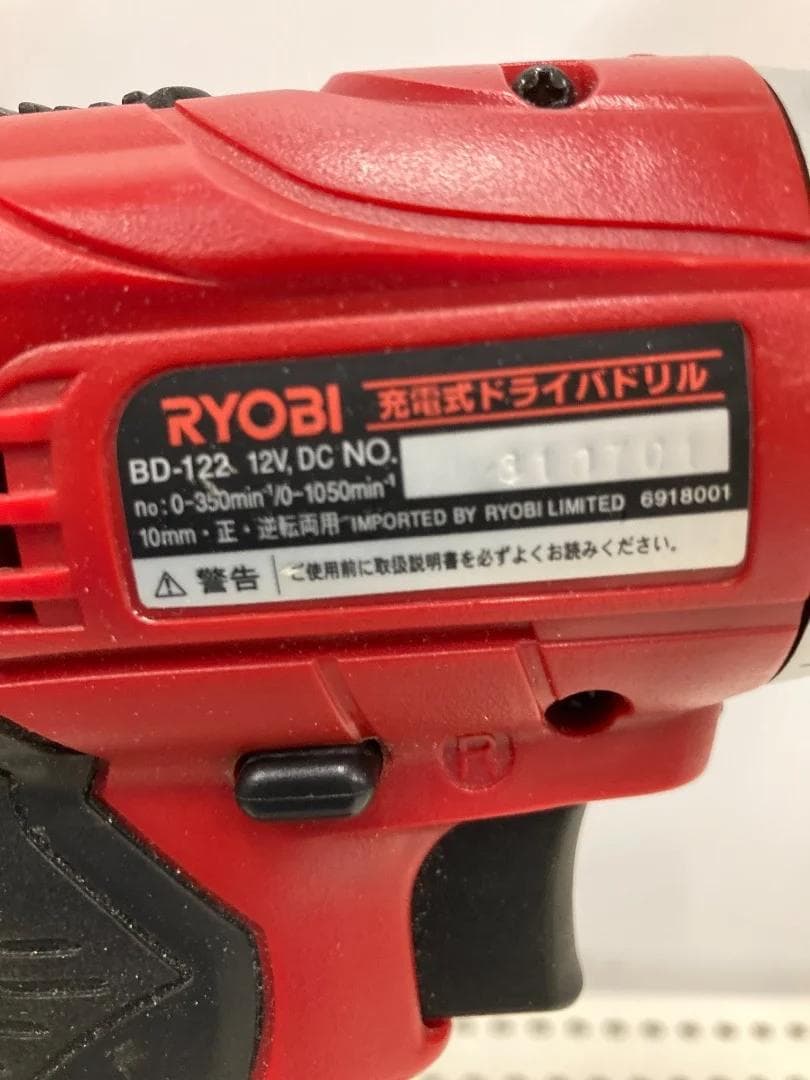 RYOBI 充電式ドライバドリル
BD-122 12V, DC NO.
no:0-350min-1/0-1050min-1
10mm・正・逆転両用 IMPORTED BY RYOBI LIMITED 6918001
⚠ 警告 ご使用前に取扱説明書を必ずよくお読みください。
R